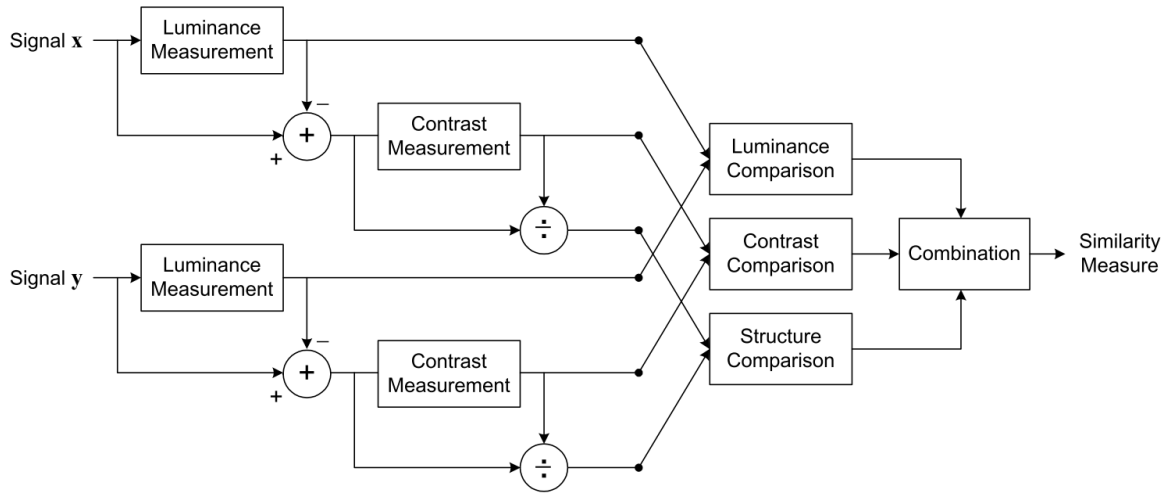 Signal x
Luminance
Measurement
−
+
+
Contrast
Measurement
÷
Signal y
Luminance
Measurement
−
+
+
Contrast
Measurement
÷
Luminance
Comparison
Contrast
Comparison
Structure
Comparison
Combination
Similarity
Measure